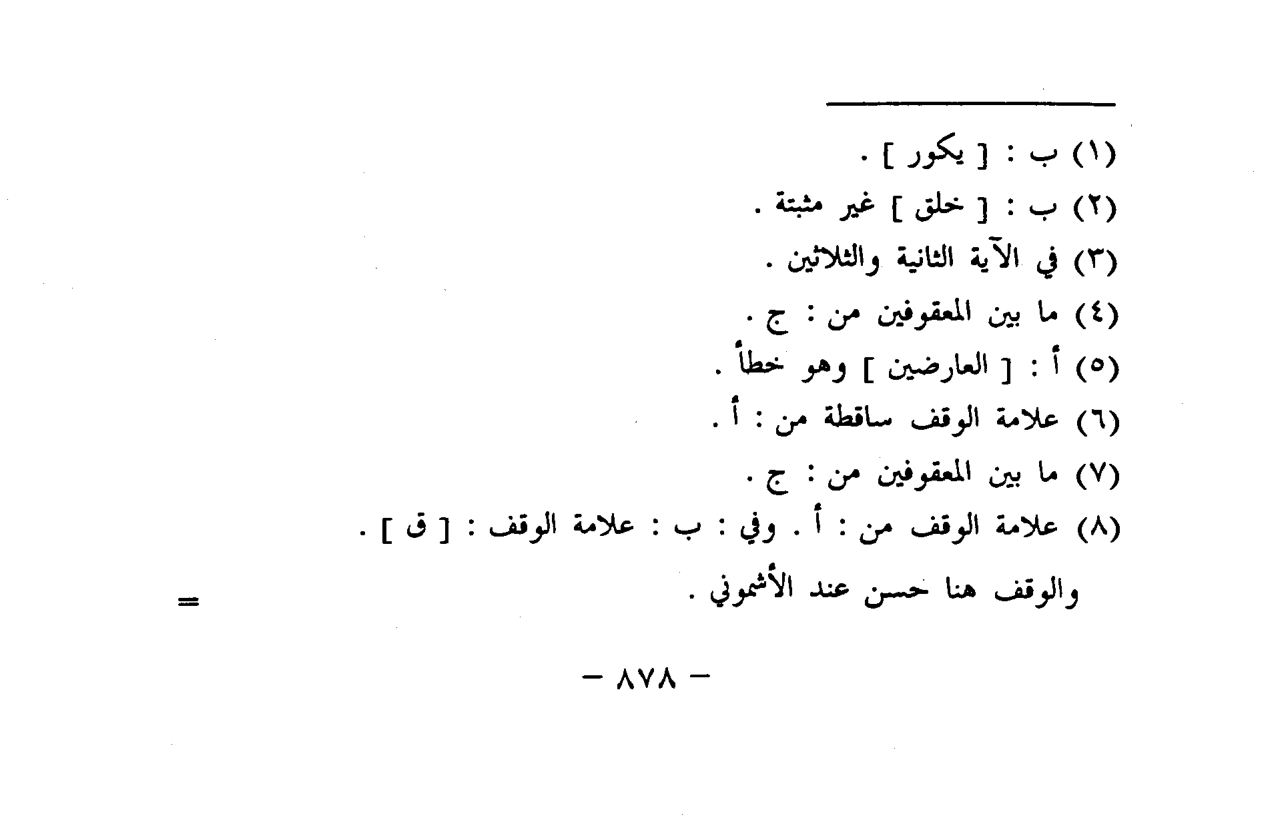 (١) ب : [ يكور ] .
(٢) ب : [ خلق ] غير مثبتة .
(٣) في الآية الثانية والثلاثين .
(٤) ما بين المعقوفين من : ج .
(٥) أ : [ العارضين ] وهو خطأ .
(٦) علامة الوقف ساقطة من : أ .
(٧) ما بين المعقوفين من : ج .
(٨) علامة الوقف من : أ . وفي : ب : علامة الوقف : [ ق ] .
والوقف هنا حسن عند الأشموني . =
– ٨٧٨ –